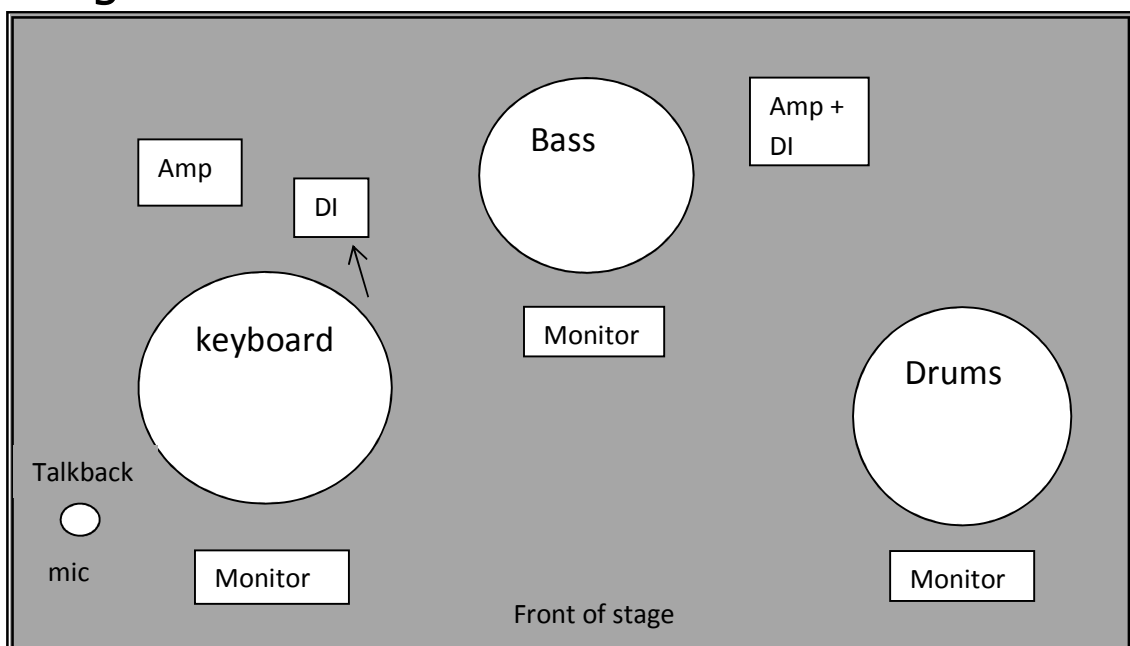 Amp +
DI
Bass
Amp
DI
Monitor
keyboard
Drums
Talkback
mic
Monitor
Monitor
Front of stage